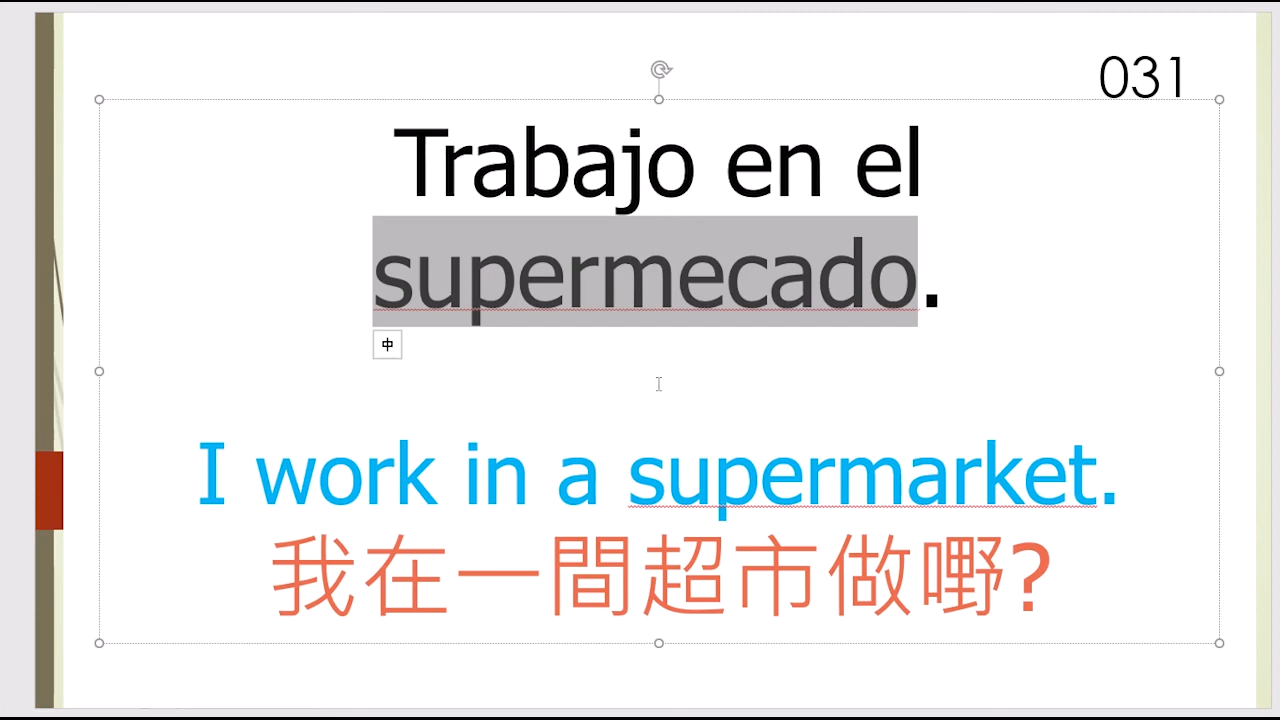 031
Trabajo en el
supermecado.
中
I work in a supermarket.
我在一間超市做嘢?